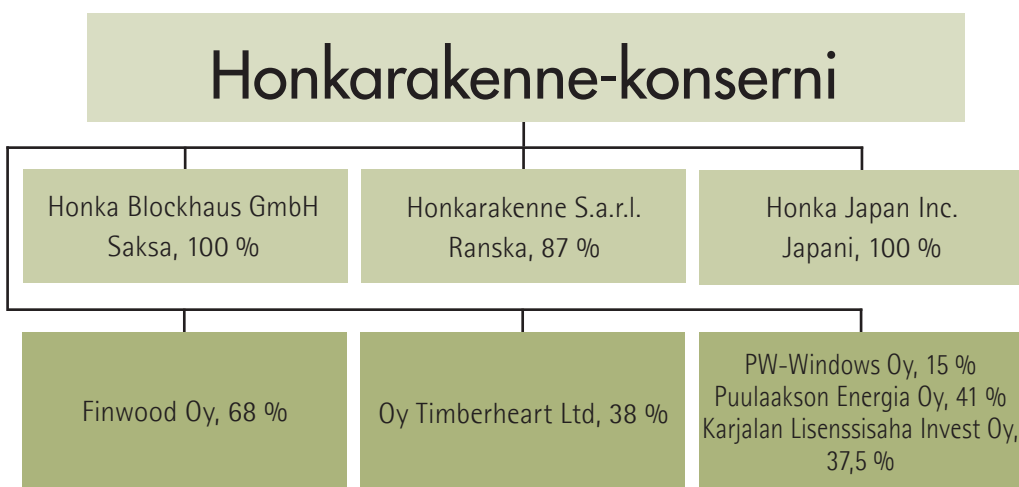 Honkarakenne-konserni
Honka Blockhaus GmbH
Saksa, 100 %
Honkarakenne S.a.r.l.
Ranska, 87 %
Honka Japan Inc.
Japani, 100 %
Finwood Oy, 68 %
Oy Timberheart Ltd, 38 %
PW-Windows Oy, 15 %
Puulaakson Energia Oy, 41 %
Karjalan Lisenssisaha Invest Oy,
37,5 %